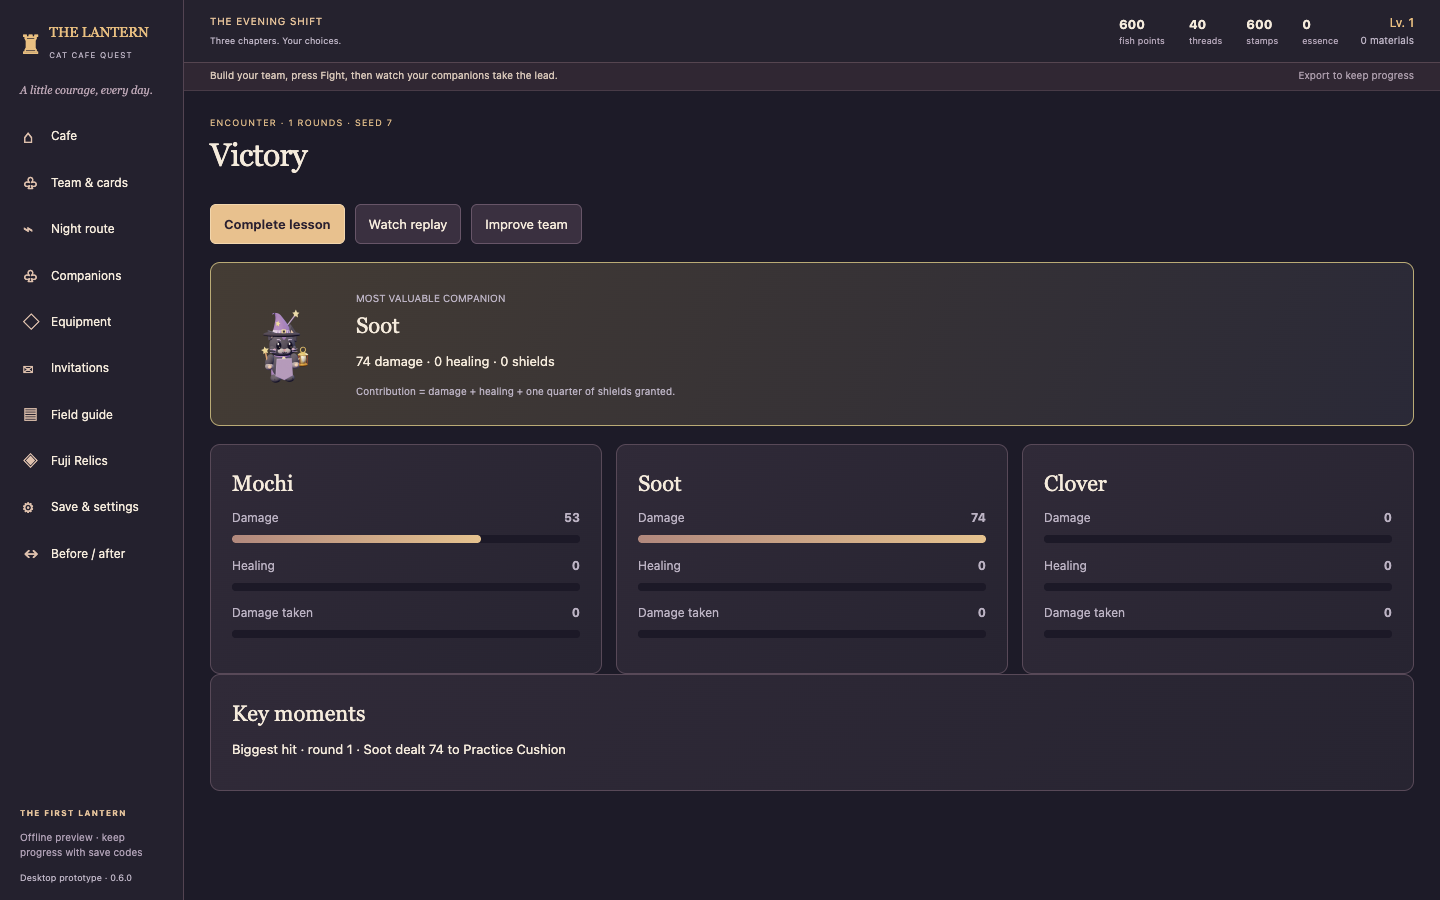 THE LANTERN
CAT CAFE QUEST
A little courage, every day.
Cafe
Team & cards
Night route
Companions
Equipment
Invitations
Field guide
Fuji Relics
Save & settings
Before / after
THE FIRST LANTERN
Offline preview · keep
progress with save codes
Desktop prototype · 0.6.0
THE EVENING SHIFT
Three chapters. Your choices.
600 fish points
40 threads
600 stamps
0 essence
Lv. 1
0 materials
Build your team, press Fight, then watch your companions take the lead.
Export to keep progress
ENCOUNTER · 1 ROUNDS · SEED 7
Victory
Complete lesson
Watch replay
Improve team
MOST VALUABLE COMPANION
Soot
74 damage · 0 healing · 0 shields
Contribution = damage + healing + one quarter of shields granted.
Mochi
Damage 53
Healing 0
Damage taken 0
Soot
Damage 74
Healing 0
Damage taken 0
Clover
Damage 0
Healing 0
Damage taken 0
Key moments
Biggest hit · round 1 · Soot dealt 74 to Practice Cushion